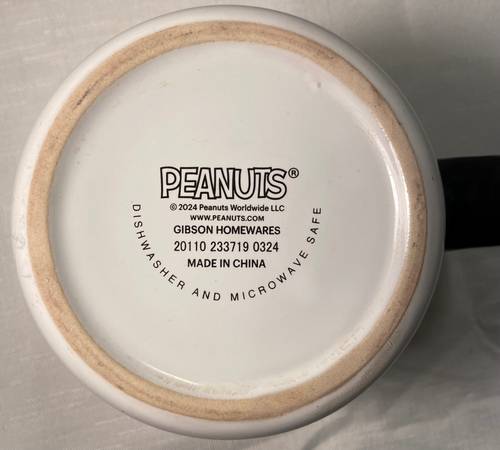 PEANUTS®
© 2024 Peanuts Worldwide LLC
WWW.PEANUTS.COM
GIBSON HOMEWARES
20110 233719 0324
MADE IN CHINA
DISHWASHER AND MICROWAVE SAFE